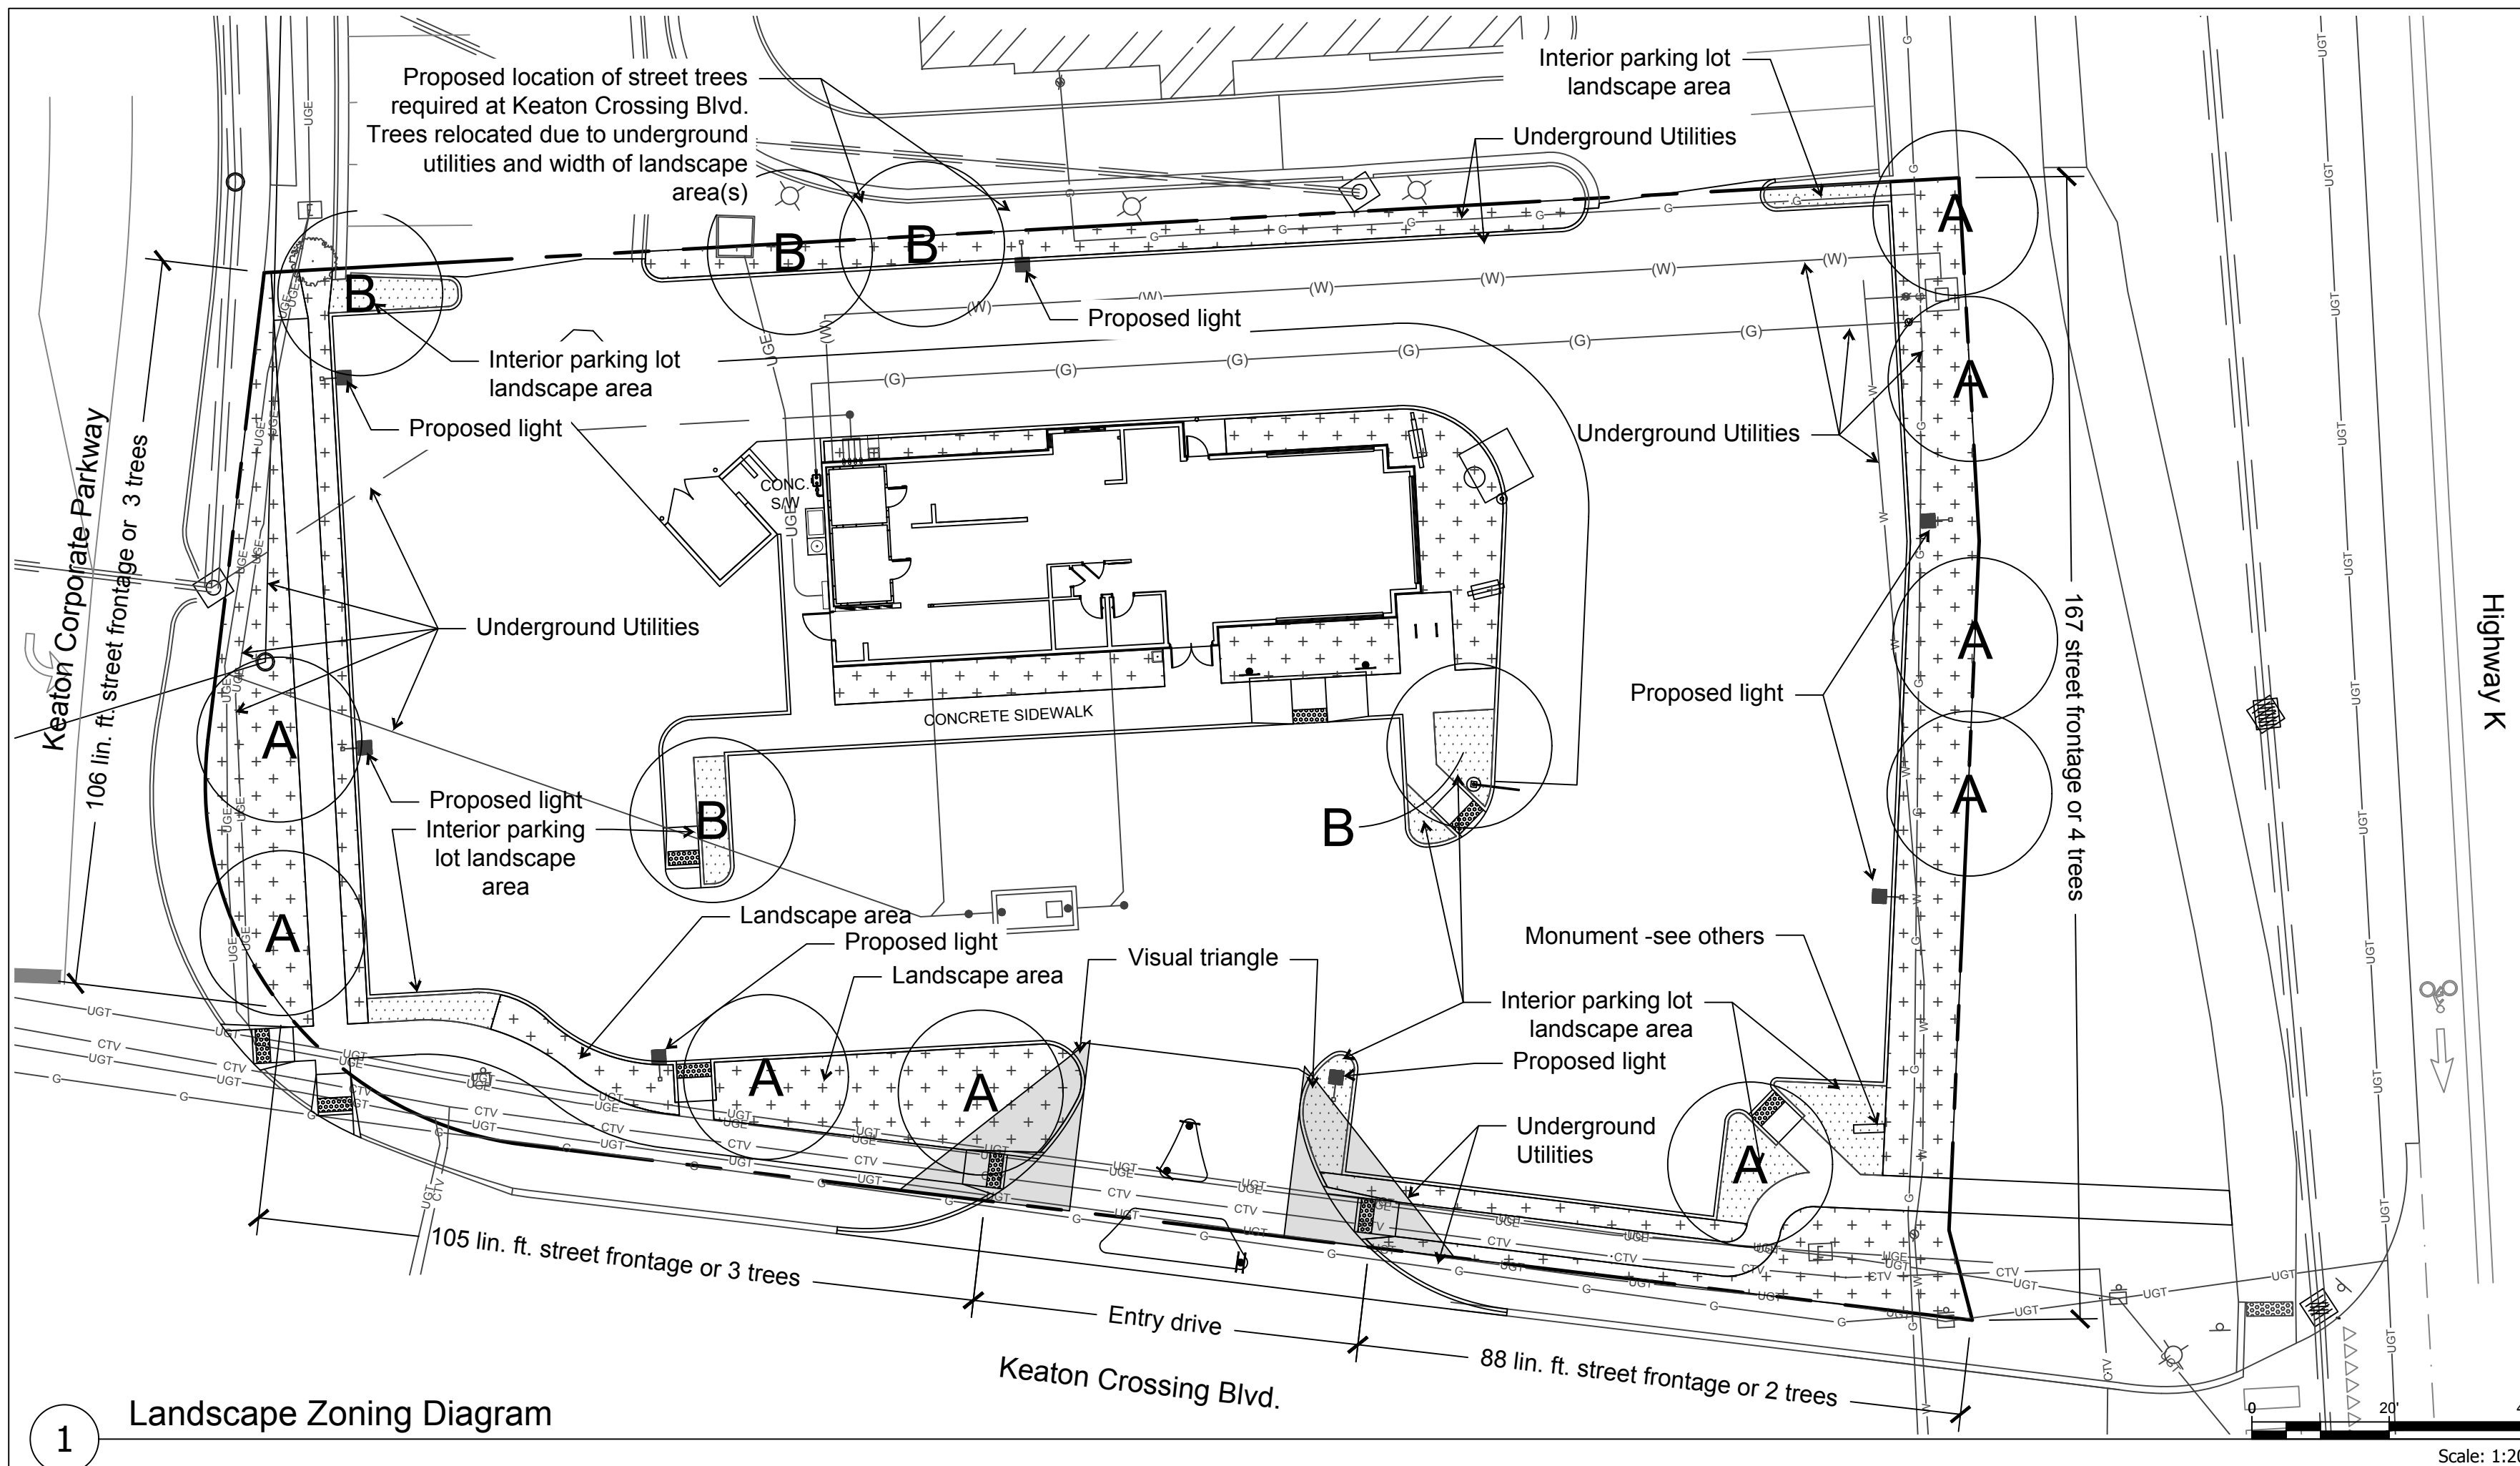 Proposed location of street trees
required at Keaton Crossing Blvd.
Trees relocated due to underground
utilities and width of landscape
area(s)
Interior parking lot
landscape area
Underground Utilities
A
B
B
B
Proposed light
Interior parking lot
landscape area
Proposed light
A
Underground Utilities
CONC.
S/W
Keaton Corporate Parkway
106 lin. ft. street frontage or 3 trees
Underground Utilities
167 street frontage or 4 trees
Highway K
A
Proposed light
CONCRETE SIDEWALK
A
A
Proposed light
Interior parking
lot landscape
area
B
B
A
Landscape area
Proposed light
Landscape area
Visual triangle
Monument -see others
Interior parking lot
landscape area
Proposed light
A
A
Underground
Utilities
A
105 lin. ft. street frontage or 3 trees
Entry drive
88 lin. ft. street frontage or 2 trees
Keaton Crossing Blvd.
1
Landscape Zoning Diagram
0
20'
Scale: 1:20
UGE
UGT
CTV
G
W
(W)
(G)
E